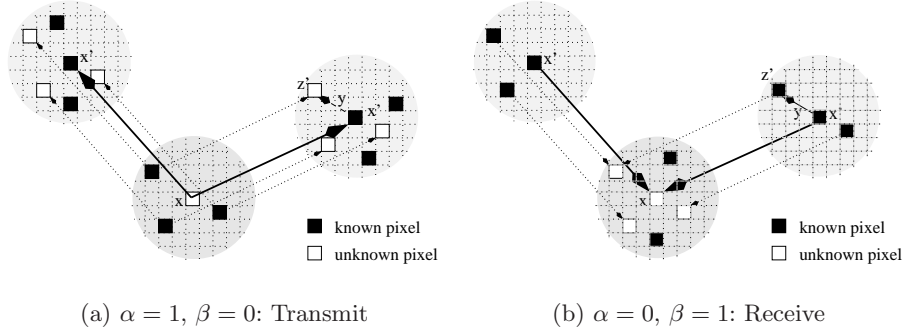 x'
z'
y
x'
x
known pixel
unknown pixel
(a) α = 1, β = 0: Transmit
x'
z'
y
x'
x
known pixel
unknown pixel
(b) α = 0, β = 1: Receive